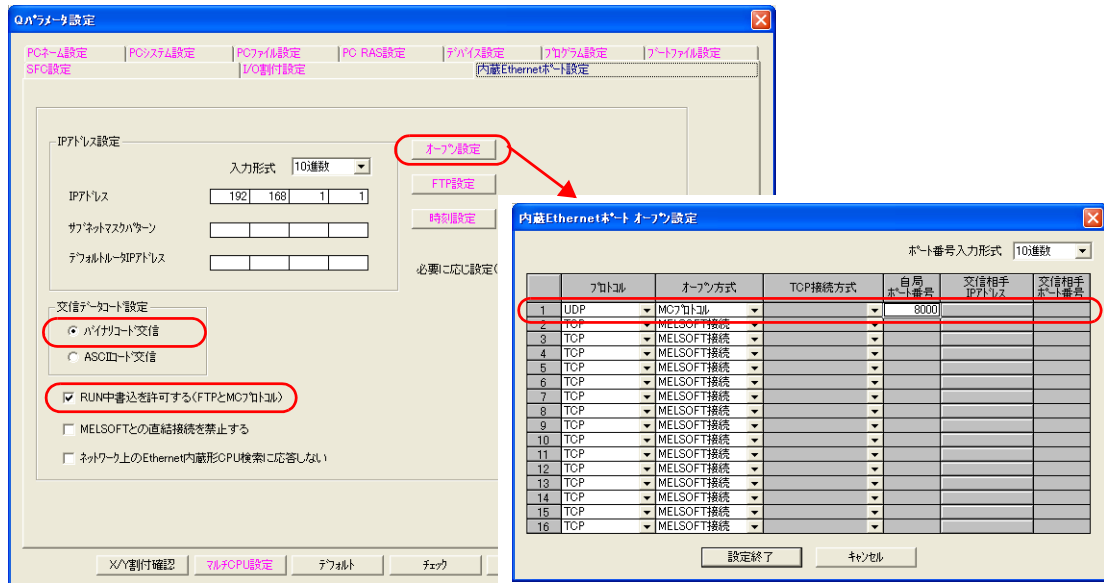 Qパラメータ設定
PCネーム設定 PCシステム設定 PCファイル設定 PC RAS設定 デバイス設定 プログラム設定 ブートファイル設定
SFC設定 I/O割付設定 内蔵Ethernetポート設定
IPアドレス設定
入力形式 10進数
IPアドレス 192 168 1 1
サブネットマスクパターン
デフォルトルータIPアドレス
オープン設定
FTP設定
時刻設定
必要に応じ設定(
交信データコード設定
バイナリコード交信
ASCIIコード交信
RUN中書込を許可する(FTPとMCプロトコル)
MELSOFTとの直結接続を禁止する
ネットワーク上のEthernet内蔵形CPU検索に応答しない
X/Y割付確認 マルチCPU設定 デフォルト チェック
内蔵Ethernetポート オープン設定
ポート番号入力形式 10進数
プロトコル オープン方式 TCP接続方式 自局ポート番号 交信相手IPアドレス 交信相手ポート番号
1 UDP MCプロトコル 8000
2 TCP MELSOFT接続
3 TCP MELSOFT接続
4 TCP MELSOFT接続
5 TCP MELSOFT接続
6 TCP MELSOFT接続
7 TCP MELSOFT接続
8 TCP MELSOFT接続
9 TCP MELSOFT接続
10 TCP MELSOFT接続
11 TCP MELSOFT接続
12 TCP MELSOFT接続
13 TCP MELSOFT接続
14 TCP MELSOFT接続
15 TCP MELSOFT接続
16 TCP MELSOFT接続
設定終了 キャンセル